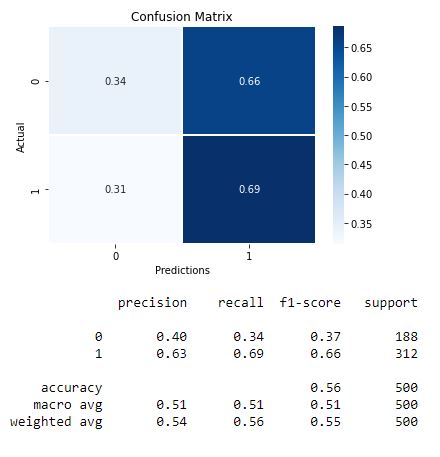 Confusion Matrix
0.65
0.60
0.34 0.66
0
0.55
0.50
Actual
0.45
0.31 0.69
1
0.40
0.35
0 1
Predictions
precision recall f1-score support
0 0.40 0.34 0.37 188
1 0.63 0.69 0.66 312
accuracy 0.56 500
macro avg 0.51 0.51 0.51 500
weighted avg 0.54 0.56 0.55 500